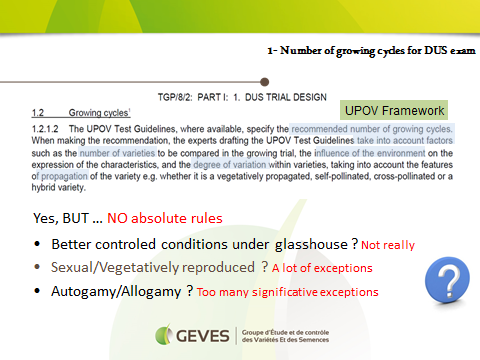 1- Number of growing cycles for DUS exam
TGP/8/2: PART I: 1. DUS TRIAL DESIGN
UPOV Framework
1.2 Growing cycles1
1.2.1.2 The UPOV Test Guidelines, where available, specify the recommended number of growing cycles.
When making the recommendation, the experts drafting the UPOV Test Guidelines take into account factors
such as the number of varieties to be compared in the growing trial, the influence of the environment on the
expression of the characteristics, and the degree of variation within varieties, taking into account the features
of propagation of the variety e.g. whether it is a vegetatively propagated, self-pollinated, cross-pollinated or a
hybrid variety.
Yes, BUT ... NO absolute rules
• Better controled conditions under glasshouse ? Not really
• Sexual/Vegetatively reproduced ? A lot of exceptions
• Autogamy/Allogamy ? Too many significative exceptions
?
GEVES
Groupe d'Étude et de contrôle
des Variétés Et des Semences